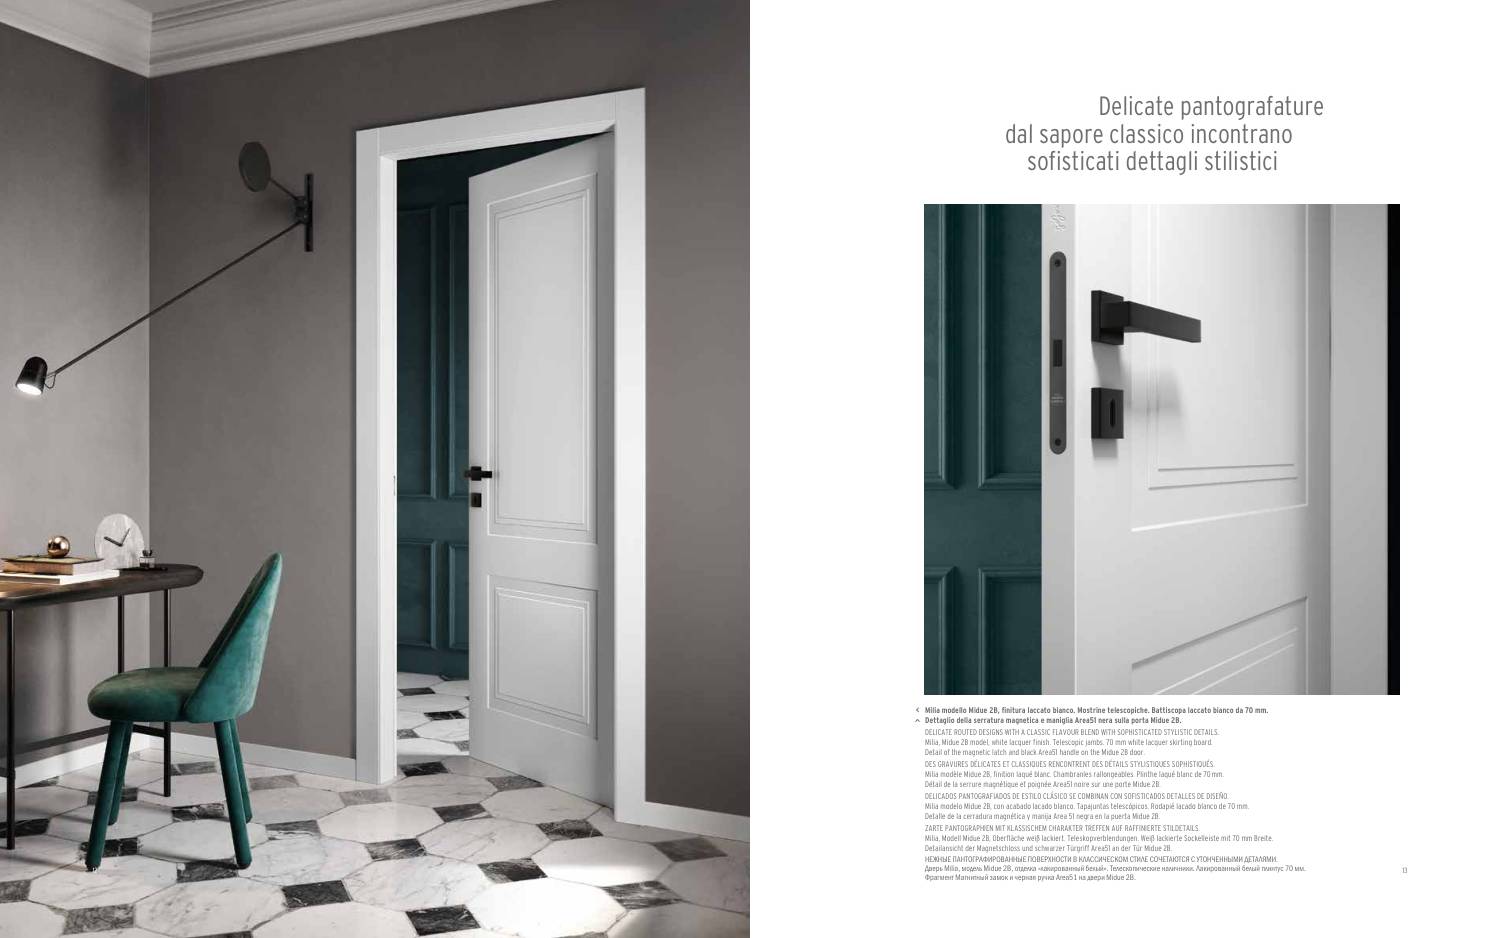 Delicate pantografature
dal sapore classico incontrano
sofisticati dettagli stilistici
Milia modello Midue 2B, finitura laccato bianco. Mostrine telescopiche. Battiscopa laccato bianco da 70 mm.
Dettaglio della serratura magnetica e maniglia Area51 nera sulla porta Midue 2B.
DELICATE ROUTED DESIGNS WITH A CLASSIC FLAVOUR BLEND WITH SOPHISTICATED STYLISTIC DETAILS.
Milia, Midue 2B model, white lacquer finish. Telescopic jambs. 70 mm white lacquer skirting board.
Detail of the magnetic latch and black Area51 handle on the Midue 2B door.
DES GRAVURES DÉLICATES ET CLASSIQUES RENCONTRENT DES DÉTAILS STYLISTIQUES SOPHISTIQUÉS.
Milia modèle Midue 2B, finition laqué blanc. Chambranles rallongeables. Plinthe laqué blanc de 70 mm.
Détail de la serrure magnétique et poignée Area51 noire sur une porte Midue 2B.
DELICADOS PANTOGRAFIADOS DE ESTILO CLÁSICO SE COMBINAN CON SOFISTICADOS DETALLES DE DISEÑO.
Milia modelo Midue 2B, con acabado lacado blanco. Tapajuntas telescópicos. Rodapié lacado blanco de 70 mm.
Detalle de la cerradura magnética y manija Area 51 negra en la puerta Midue 2B.
ZARTE PANTOGRAPHIEN MIT KLASSISCHEM CHARAKTER TREFFEN AUF RAFFINIERTE STILDETAILS.
Milia, Modell Midue 2B, Oberfläche weiß lackiert. Teleskopverblendungen. Weiß lackierte Sockelleiste mit 70 mm Breite.
Detailansicht der Magnetschloss und schwarzer Türgriff Area51 an der Tür Midue 2B.
НЕЖНЫЕ ПАНТОГРАФИРОВАННЫЕ ПОВЕРХНОСТИ В КЛАССИЧЕСКОМ СТИЛЕ СОЧЕТАЮТСЯ С УТОНЧЕННЫМИ ДЕТАЛЯМИ.
Дверь Milia, модель Midue 2B, отделка «лакированный белый». Телескопические наличники. Лакированный белый плинтус 70 мм.
Фрагмент Магнитный замок и черная ручка Area51 на двери Midue 2B.
12
13